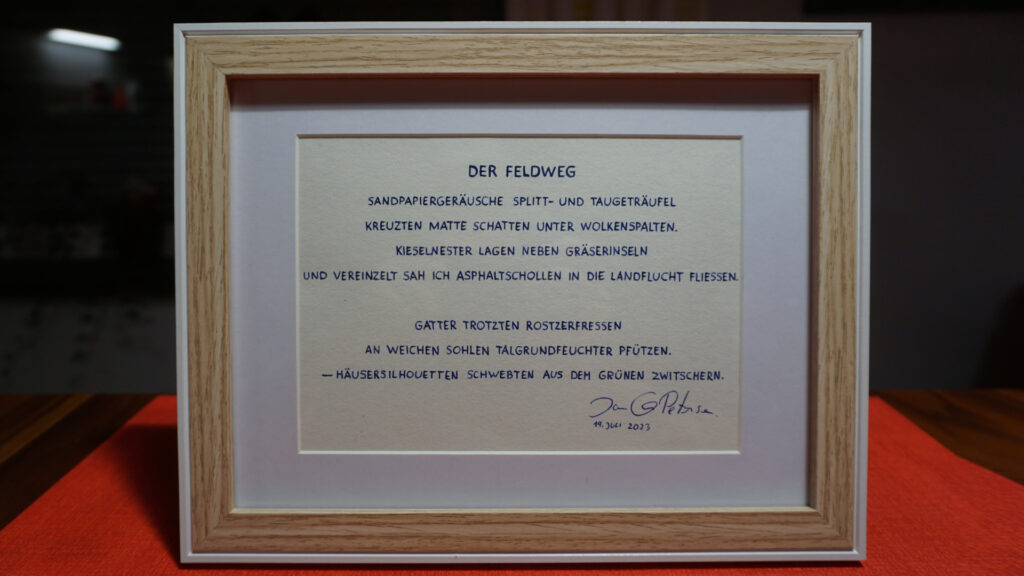 DER FELDWEG
SANDPAPIERGERÄUSCHE SPLITT- UND TAUGETRÄUFEL
KREUZTEN MATTE SCHATTEN UNTER WOLKENSPALTEN.
KIESELNESTER LAGEN NEBEN GRÄSERINSELN
UND VEREINZELT SAH ICH ASPHALTSCHOLLEN IN DIE LANDFLUCHT FLIESSEN.
GATTER TROTZTEN ROSTZERFRESSEN
AN WEICHEN SOHLEN TALGRUNDFEUCHTER PFÜTZEN.
— HÄUSERSILHOUETTEN SCHWEBTEN AUS DEM GRÜNEN ZWITSCHERN.
Jan G Petersen
19. JULI 2023